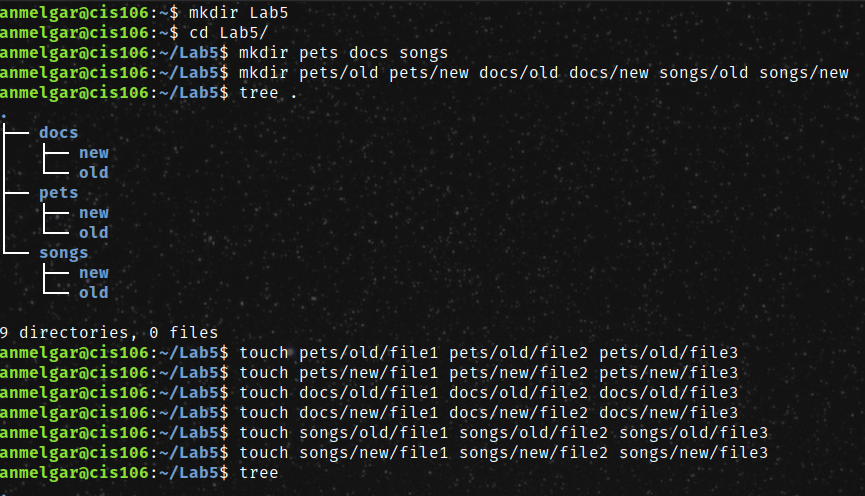 anmelgar@cis106:~$ mkdir Lab5
anmelgar@cis106:~$ cd Lab5/
anmelgar@cis106:~/Lab5$ mkdir pets docs songs
anmelgar@cis106:~/Lab5$ mkdir pets/old pets/new docs/old docs/new songs/old songs/new
anmelgar@cis106:~/Lab5$ tree .
.
├── docs
│   ├── new
│   └── old
├── pets
│   ├── new
│   └── old
└── songs
    ├── new
    └── old

9 directories, 0 files
anmelgar@cis106:~/Lab5$ touch pets/old/file1 pets/old/file2 pets/old/file3
anmelgar@cis106:~/Lab5$ touch pets/new/file1 pets/new/file2 pets/new/file3
anmelgar@cis106:~/Lab5$ touch docs/old/file1 docs/old/file2 docs/old/file3
anmelgar@cis106:~/Lab5$ touch docs/new/file1 docs/new/file2 docs/new/file3
anmelgar@cis106:~/Lab5$ touch songs/old/file1 songs/old/file2 songs/old/file3
anmelgar@cis106:~/Lab5$ touch songs/new/file1 songs/new/file2 songs/new/file3
anmelgar@cis106:~/Lab5$ tree
.